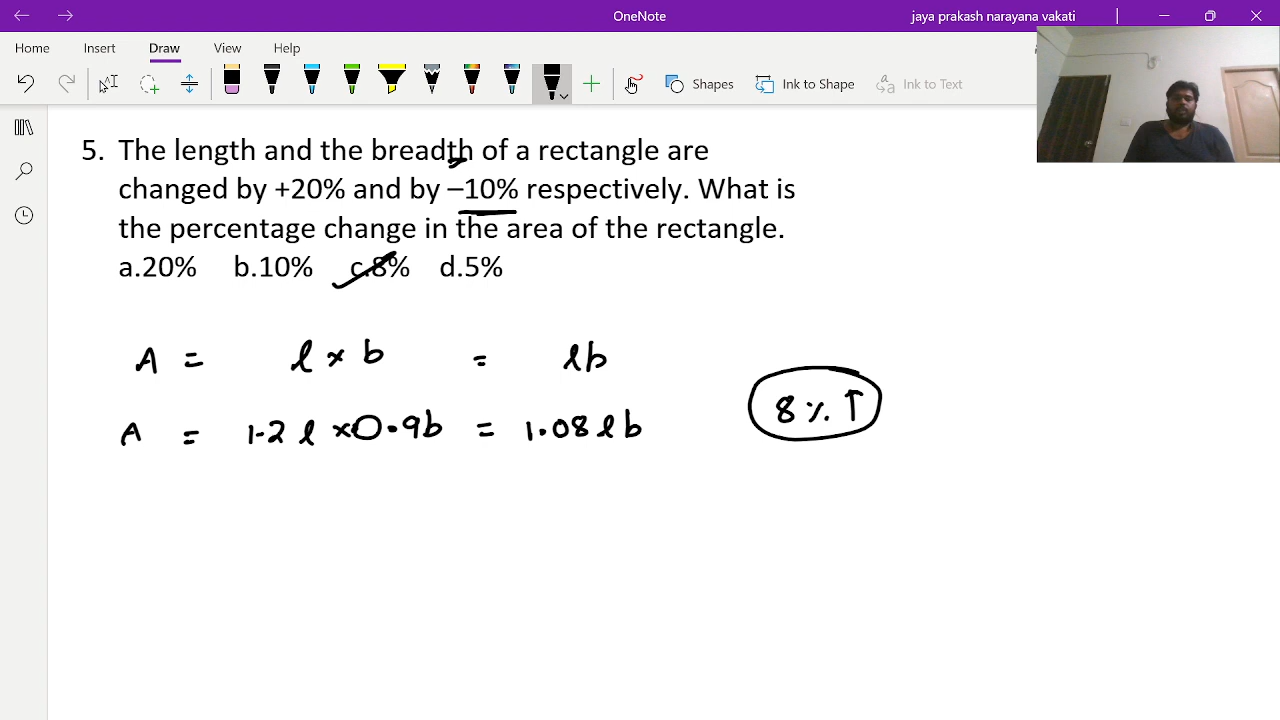 OneNote
jaya prakash narayana vakati
Home Insert Draw View Help
Shapes Ink to Shape Ink to Text
5. The length and the breadth of a rectangle are
changed by +20% and by –10% respectively. What is
the percentage change in the area of the rectangle.
a.20% b.10% c.8% d.5%
A = l × b = lb
A = 1.2 l × 0.9b = 1.08 l b
8 %. ↑